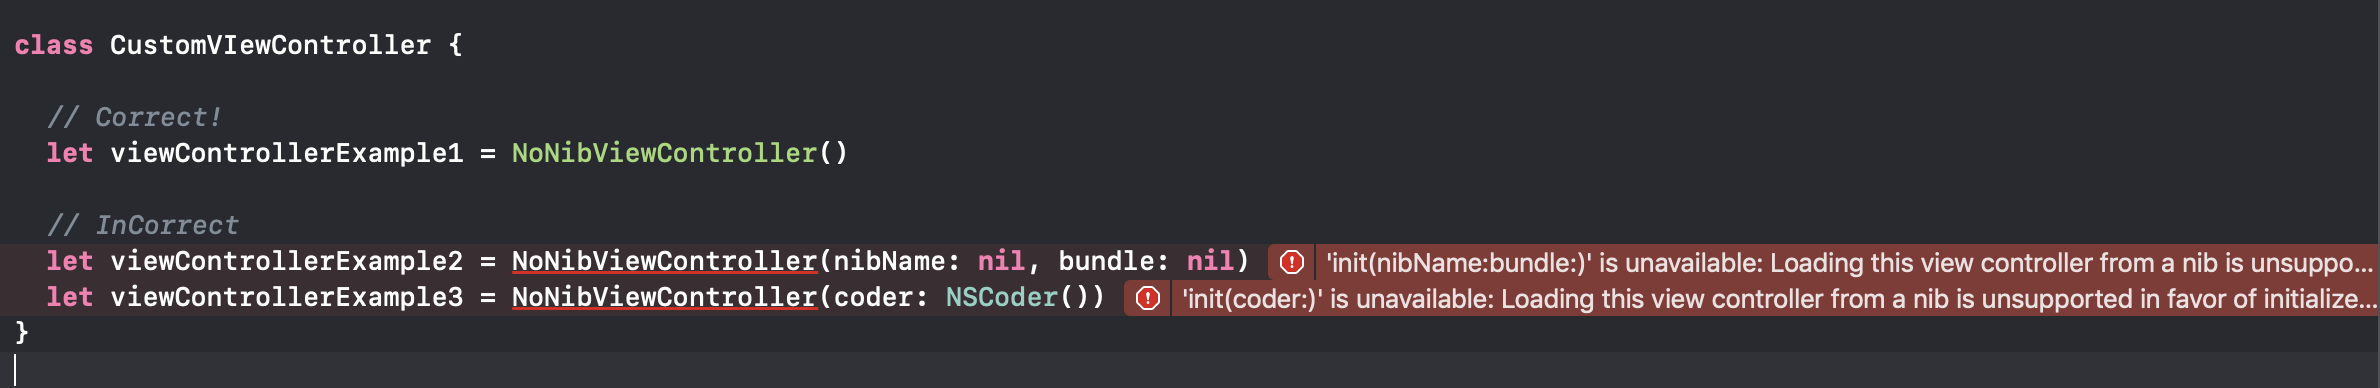 class CustomVIewController {
// Correct!
let viewControllerExample1 = NoNibViewController()
// InCorrect
let viewControllerExample2 = NoNibViewController(nibName: nil, bundle: nil) 'init(nibName:bundle:)' is unavailable: Loading this view controller from a nib is unsuppo...
let viewControllerExample3 = NoNibViewController(coder: NSCoder()) 'init(coder:)' is unavailable: Loading this view controller from a nib is unsupported in favor of initialize...
}